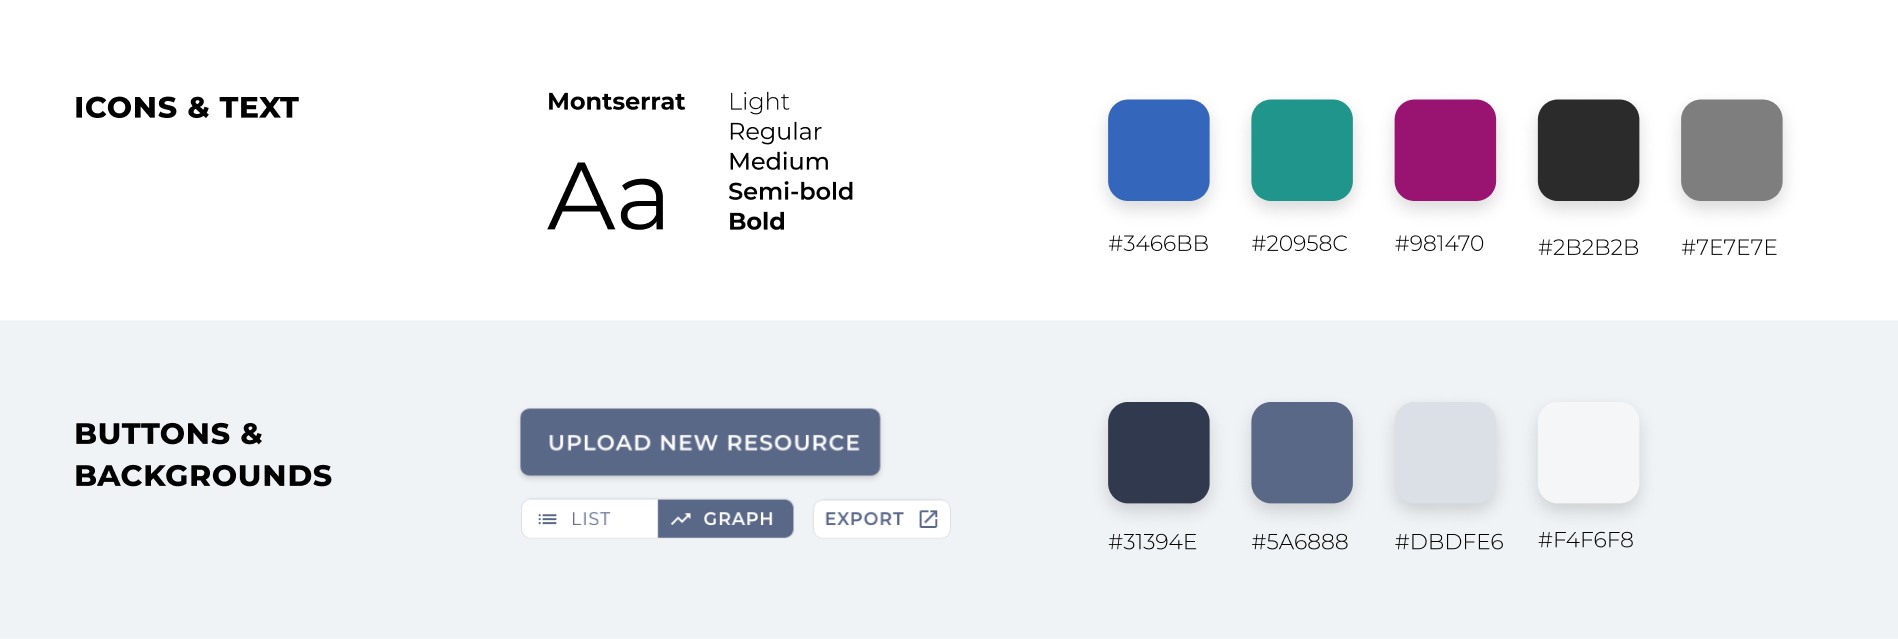 ICONS & TEXT
Montserrat
Aa
Light
Regular
Medium
Semi-bold
Bold
#3466BB
#20958C
#981470
#2B2B2B
#7E7E7E
BUTTONS &
BACKGROUNDS
UPLOAD NEW RESOURCE
LIST
GRAPH
EXPORT
#31394E
#5A6888
#DBDFE6
#F4F6F8